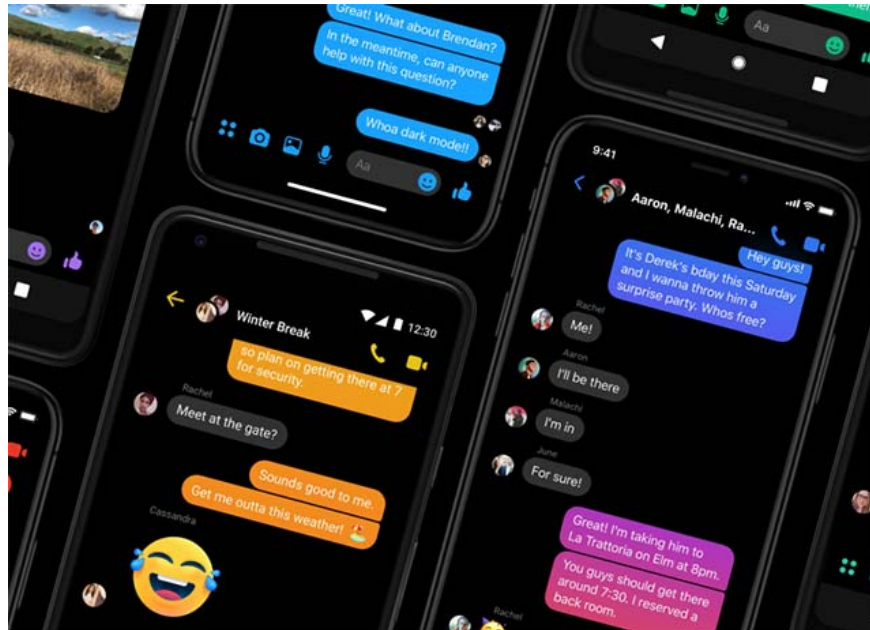 Great! What about Brendan?
In the meantime, can anyone
help with this question?
Whoa dark mode!!
Aa
Aa
9:41
Aaron, Malachi, Ra...
Hey guys!
It's Derek's bday this Saturday
and I wanna throw him a
surprise party. Whos free?
Rachel
Me!
Aaron
I'll be there
Malachi
I'm in
June
For sure!
Great! I'm taking him to
La Trattoria on Elm at 8pm.
You guys should get there
around 7:30. I reserved a
back room.
Rachel
12:30
Winter Break
so plan on getting there at 7
for security.
Rachel
Meet at the gate?
Sounds good to me.
Get me outta this weather!
Cassandra